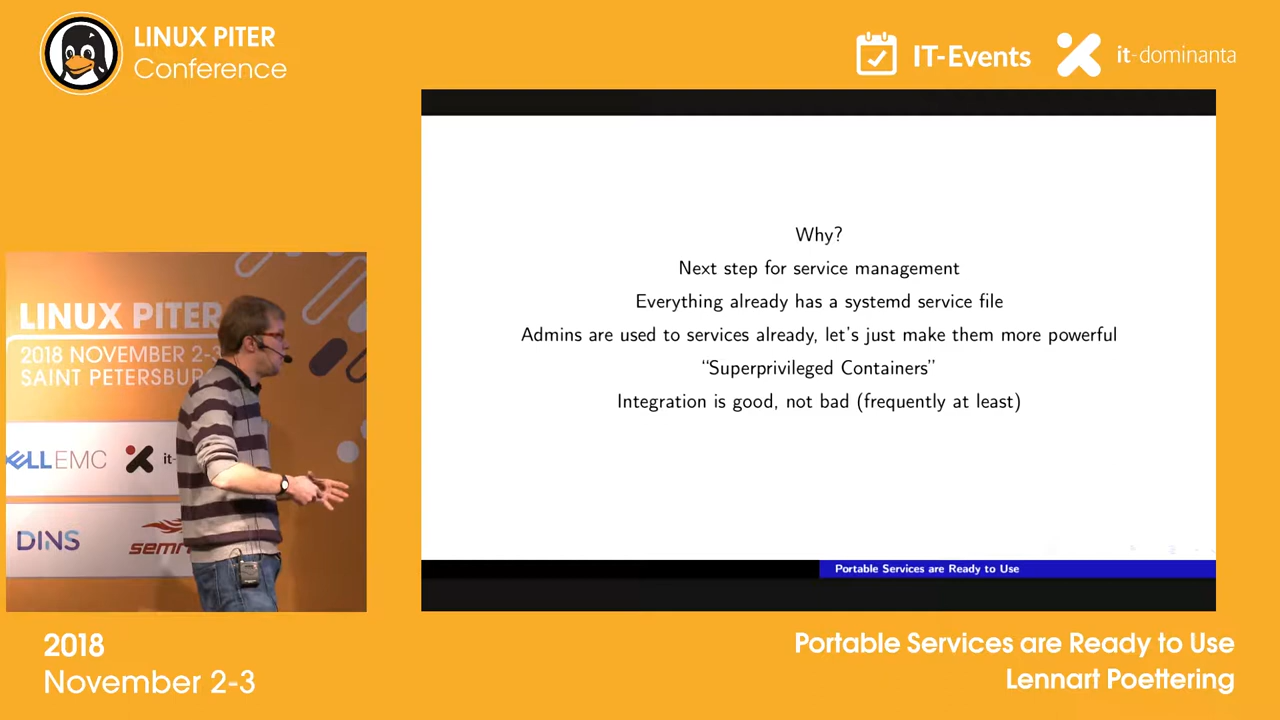 LINUX PITER
Conference
IT-Events
it-dominanta
Why?
Next step for service management
Everything already has a systemd service file
Admins are used to services already, let's just make them more powerful
“Superprivileged Containers”
Integration is good, not bad (frequently at least)
Portable Services are Ready to Use
LINUX PITER
2018 NOVEMBER 2-3
SAINT PETERSBUR
DELL EMC
it-
DINS
semr
2018
November 2-3
Portable Services are Ready to Use
Lennart Poettering